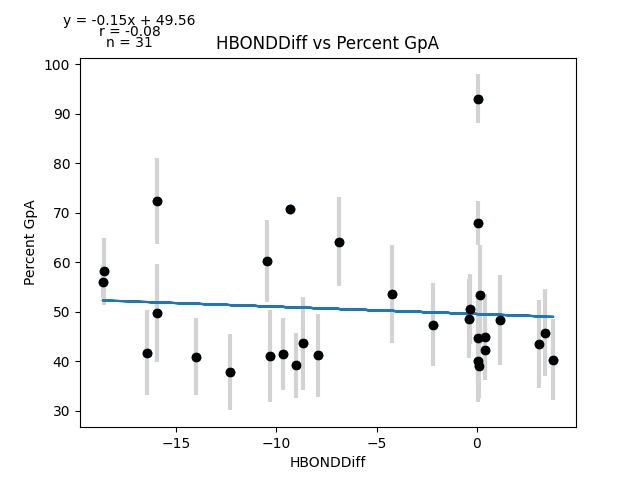 y = -0.15x + 49.56
r = -0.08
n = 31
HBONDDiff vs Percent GpA
100
90
80
70
60
50
40
30
Percent GpA
−15
−10
−5
0
HBONDDiff